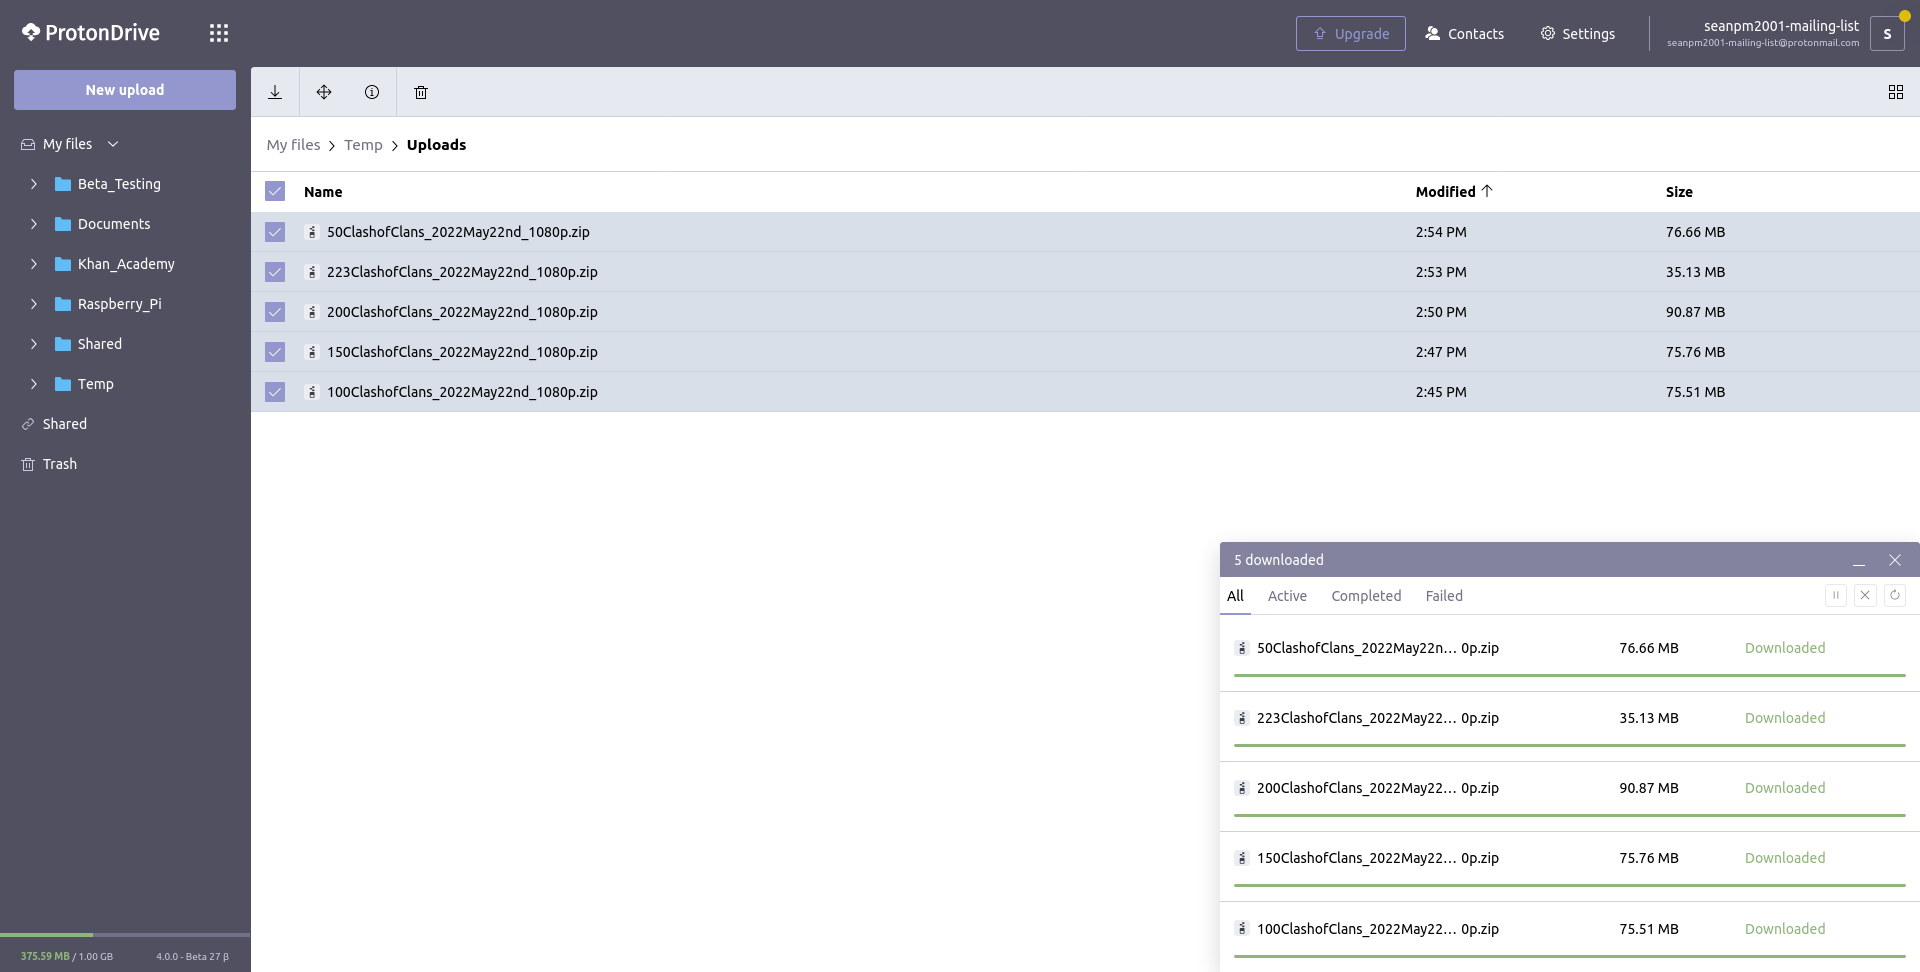 ProtonDrive
Upgrade
Contacts
Settings
seanpm2001-mailing-list
seanpm2001-mailing-list@protonmail.com
S
New upload
My files
Beta_Testing
Documents
Khan_Academy
Raspberry_Pi
Shared
Temp
Shared
Trash
375.59 MB / 1.00 GB
4.0.0 - Beta 27 β
My files > Temp > Uploads
Name Modified Size
50ClashofClans_2022May22nd_1080p.zip 2:54 PM 76.66 MB
223ClashofClans_2022May22nd_1080p.zip 2:53 PM 35.13 MB
200ClashofClans_2022May22nd_1080p.zip 2:50 PM 90.87 MB
150ClashofClans_2022May22nd_1080p.zip 2:47 PM 75.76 MB
100ClashofClans_2022May22nd_1080p.zip 2:45 PM 75.51 MB
5 downloaded
All Active Completed Failed
50ClashofClans_2022May22n... 0p.zip 76.66 MB Downloaded
223ClashofClans_2022May22... 0p.zip 35.13 MB Downloaded
200ClashofClans_2022May22... 0p.zip 90.87 MB Downloaded
150ClashofClans_2022May22... 0p.zip 75.76 MB Downloaded
100ClashofClans_2022May22... 0p.zip 75.51 MB Downloaded